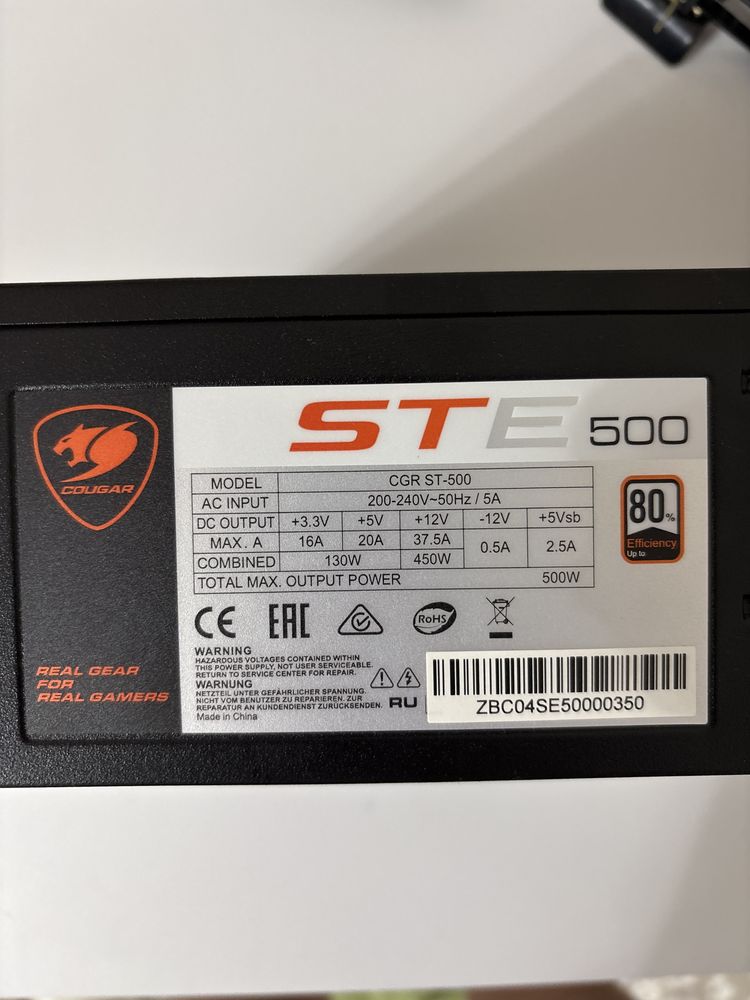 COUGAR
REAL GEAR
FOR
REAL GAMERS
STE 500
MODEL CGR ST-500
AC INPUT 200-240V~50Hz / 5A
DC OUTPUT +3.3V +5V +12V -12V +5Vsb
MAX. A 16A 20A 37.5A 0.5A 2.5A
COMBINED 130W 450W
TOTAL MAX. OUTPUT POWER 500W
80%
Efficiency
Up to
CE EAC RoHS
WARNING
HAZARDOUS VOLTAGES CONTAINED WITHIN
THIS POWER SUPPLY, NOT USER SERVICEABLE.
RETURN TO SERVICE CENTER FOR REPAIR.
WARNING
NETZTEIL UNTER GEFÄHRLICHER SPANNUNG.
NICHT VOM BENUTZER ZU REPARIEREN. ZUR
REPARATUR AN KUNDENDIENST ZURÜCKSENDEN.
Made in China
RU
ZBC04SE50000350